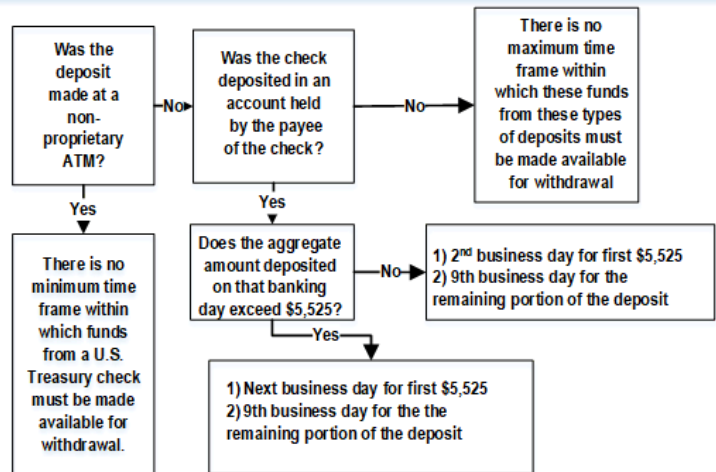 Was the
deposit
made at a
non-
proprietary
ATM?
No
Was the check
deposited in an
account held
by the payee
of the check?
No
There is no
maximum time
frame within
which these funds
from these types
of deposits must
be made available
for withdrawal
Yes
Yes
There is no
minimum time
frame within
which funds
from a U.S.
Treasury check
must be made
available for
withdrawal.
Does the aggregate
amount deposited
on that banking
day exceed $5,525?
No
1) 2nd business day for first $5,525
2) 9th business day for the
remaining portion of the deposit
Yes
1) Next business day for first $5,525
2) 9th business day for the the
remaining portion of the deposit